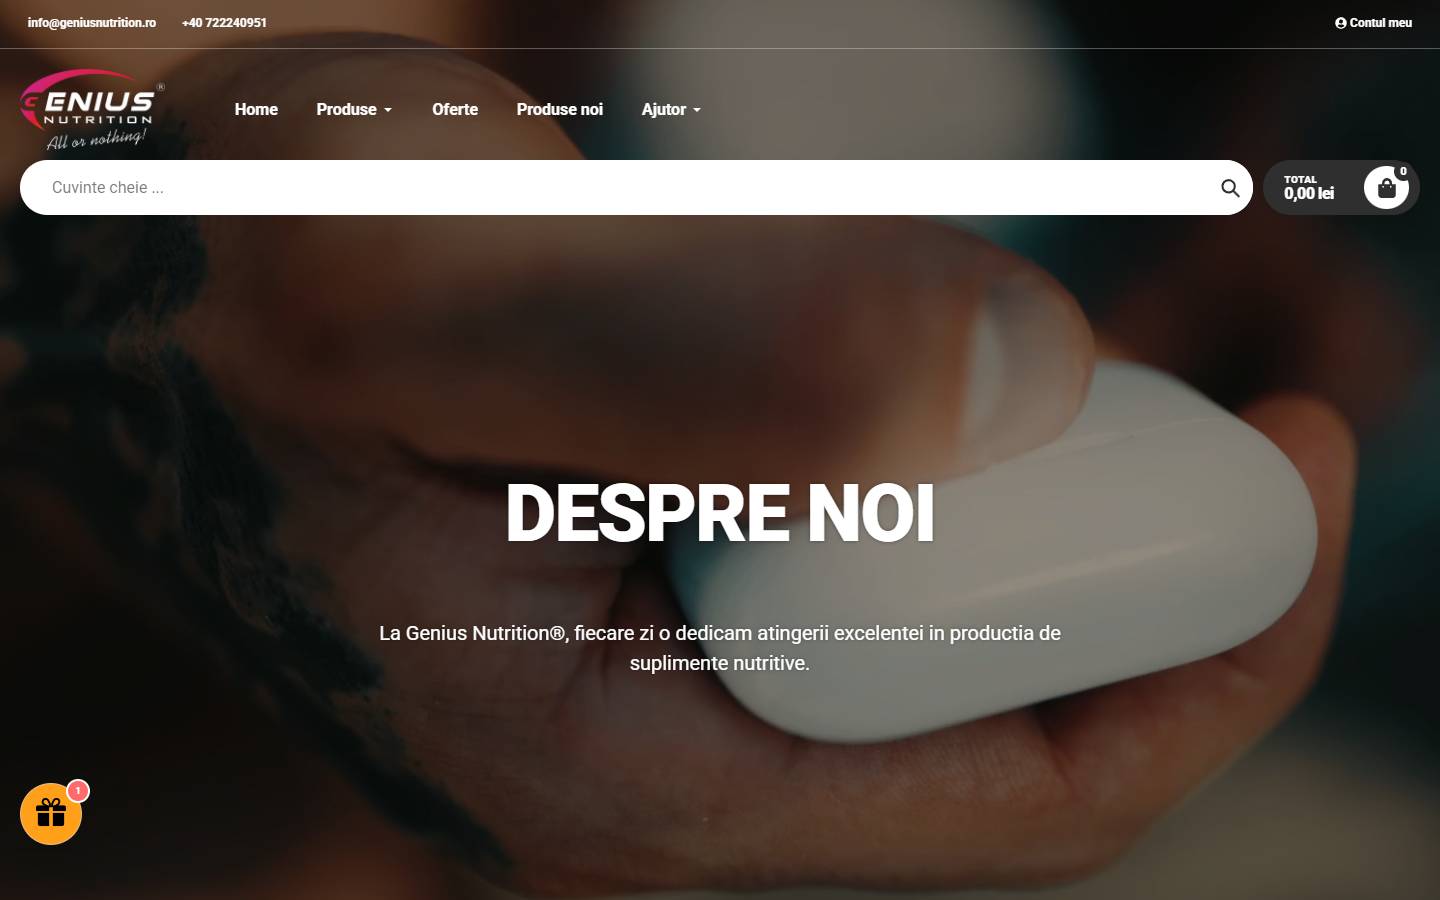 info@geniusnutrition.ro
+40 722240951
Contul meu
GENIUS ®
NUTRITION
All or nothing!
Home
Produse
Oferte
Produse noi
Ajutor
Cuvinte cheie ...
TOTAL
0,00 lei
0
DESPRE NOI
La Genius Nutrition®, fiecare zi o dedicam atingerii excelentei in productia de
suplimente nutritive.
1